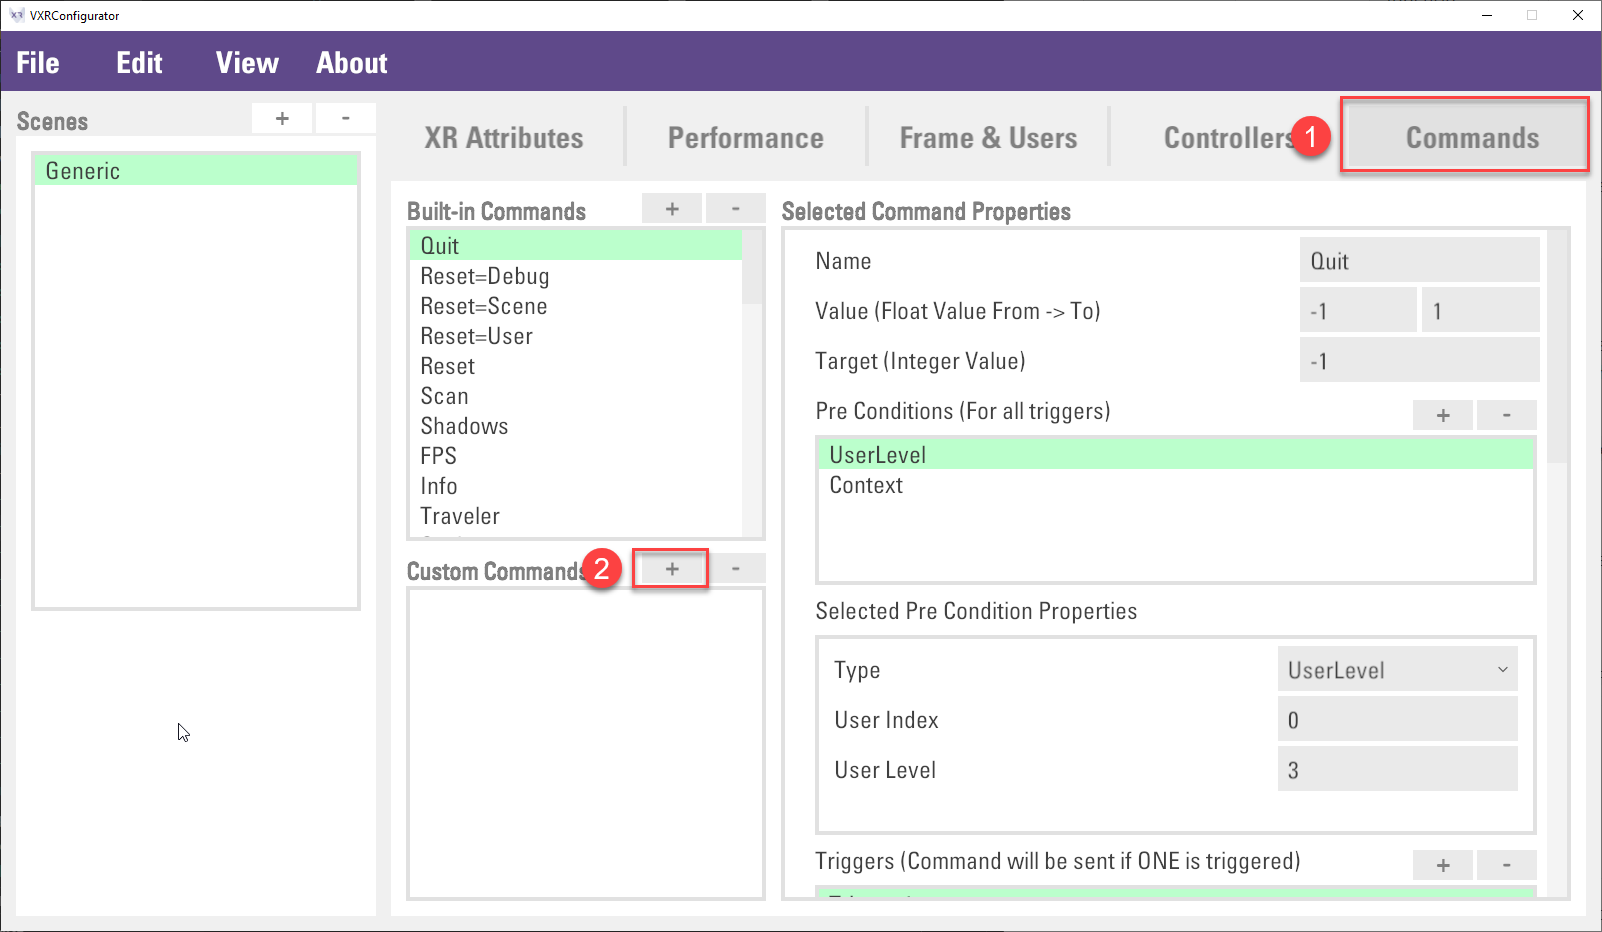 VXRConfigurator
File Edit View About
Scenes + -
Generic
XR Attributes Performance Frame & Users Controllers 1 Commands
Built-in Commands + -
Quit
Reset=Debug
Reset=Scene
Reset=User
Reset
Scan
Shadows
FPS
Info
Traveler
Custom Commands 2 + -
Selected Command Properties
Name Quit
Value (Float Value From -> To) -1 1
Target (Integer Value) -1
Pre Conditions (For all triggers) + -
UserLevel
Context
Selected Pre Condition Properties
Type UserLevel
User Index 0
User Level 3
Triggers (Command will be sent if ONE is triggered) + -